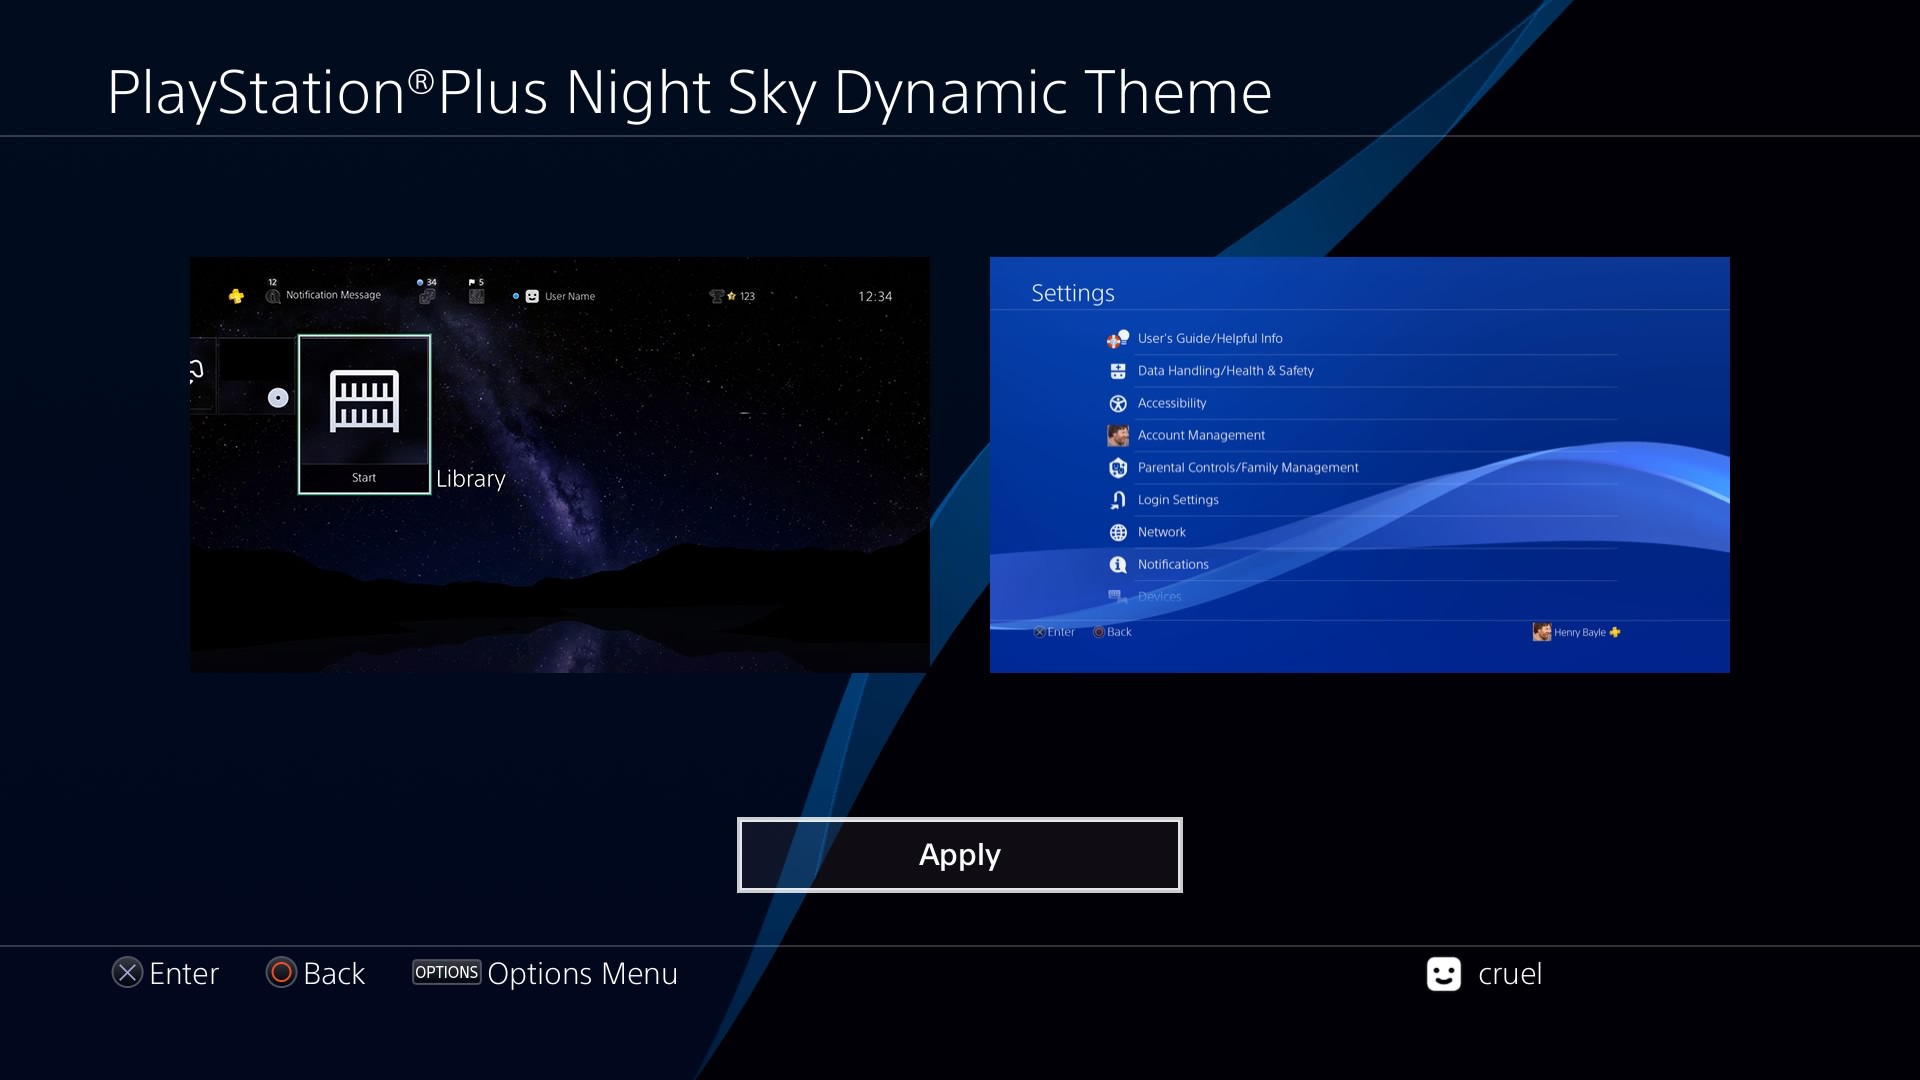 PlayStation®Plus Night Sky Dynamic Theme
12
Notification Message
34
5
User Name
123
12:34
Start
Library
Settings
User's Guide/Helpful Info
Data Handling/Health & Safety
Accessibility
Account Management
Parental Controls/Family Management
Login Settings
Network
Notifications
Devices
Enter
Back
Henry Bayle
Apply
Enter
Back
OPTIONS Options Menu
cruel